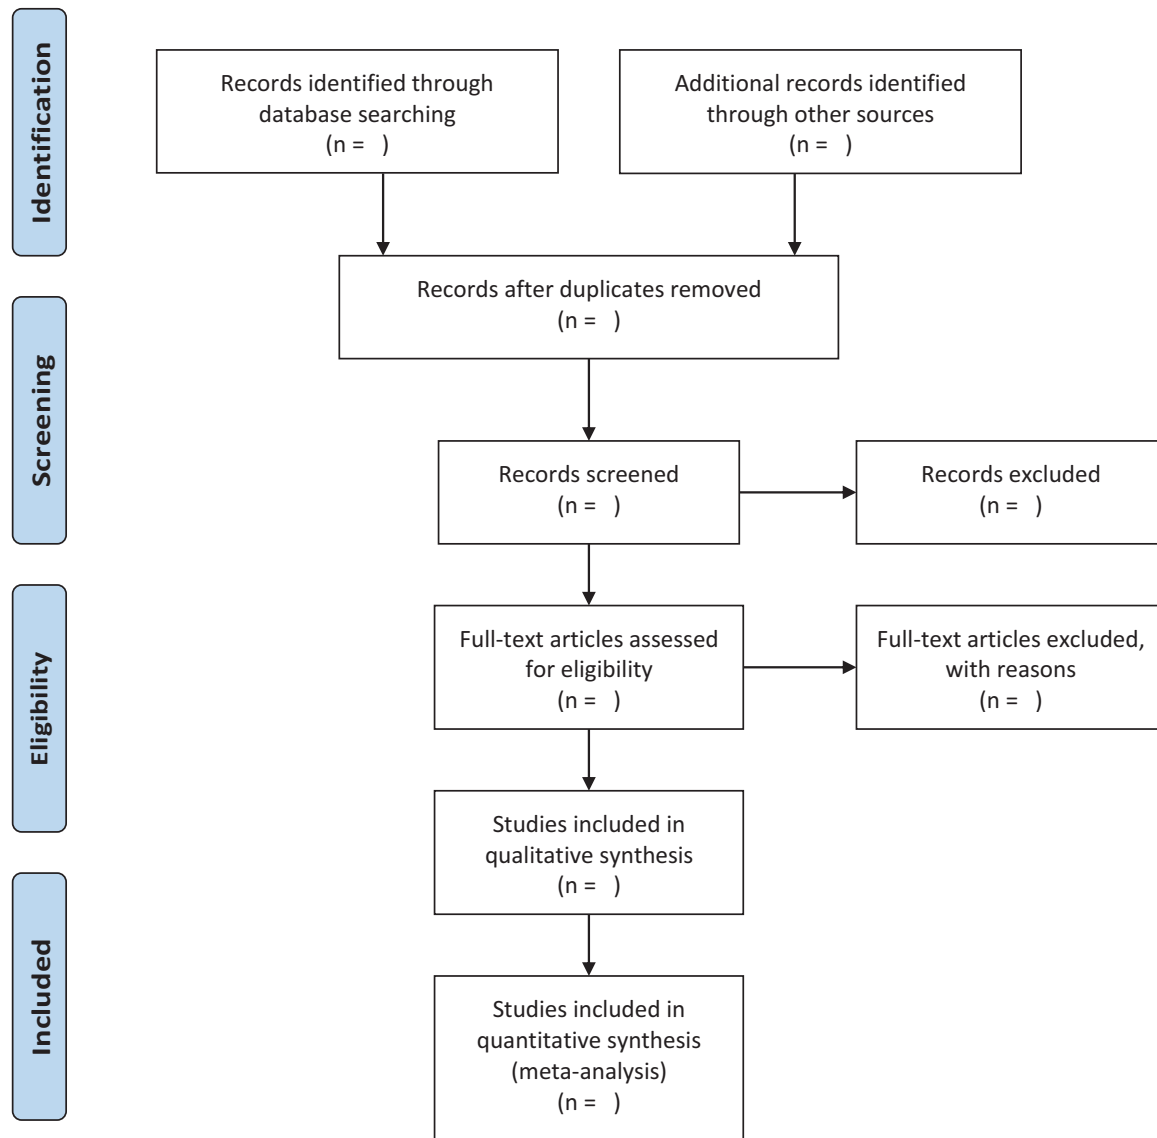 Identification
Records identified through
database searching
(n =   )
Additional records identified
through other sources
(n =   )
Records after duplicates removed
(n =   )
Screening
Records screened
(n =   )
Records excluded
(n =   )
Eligibility
Full-text articles assessed
for eligibility
(n =   )
Full-text articles excluded,
with reasons
(n =   )
Studies included in
qualitative synthesis
(n =   )
Included
Studies included in
quantitative synthesis
(meta-analysis)
(n =   )